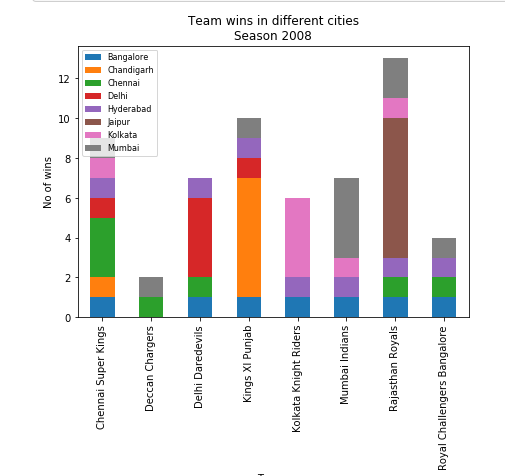 Team wins in different cities
Season 2008
Bangalore
Chandigarh
Chennai
Delhi
Hyderabad
Jaipur
Kolkata
Mumbai
No of wins
12
10
8
6
4
2
0
Chennai Super Kings
Deccan Chargers
Delhi Daredevils
Kings XI Punjab
Kolkata Knight Riders
Mumbai Indians
Rajasthan Royals
Royal Challengers Bangalore